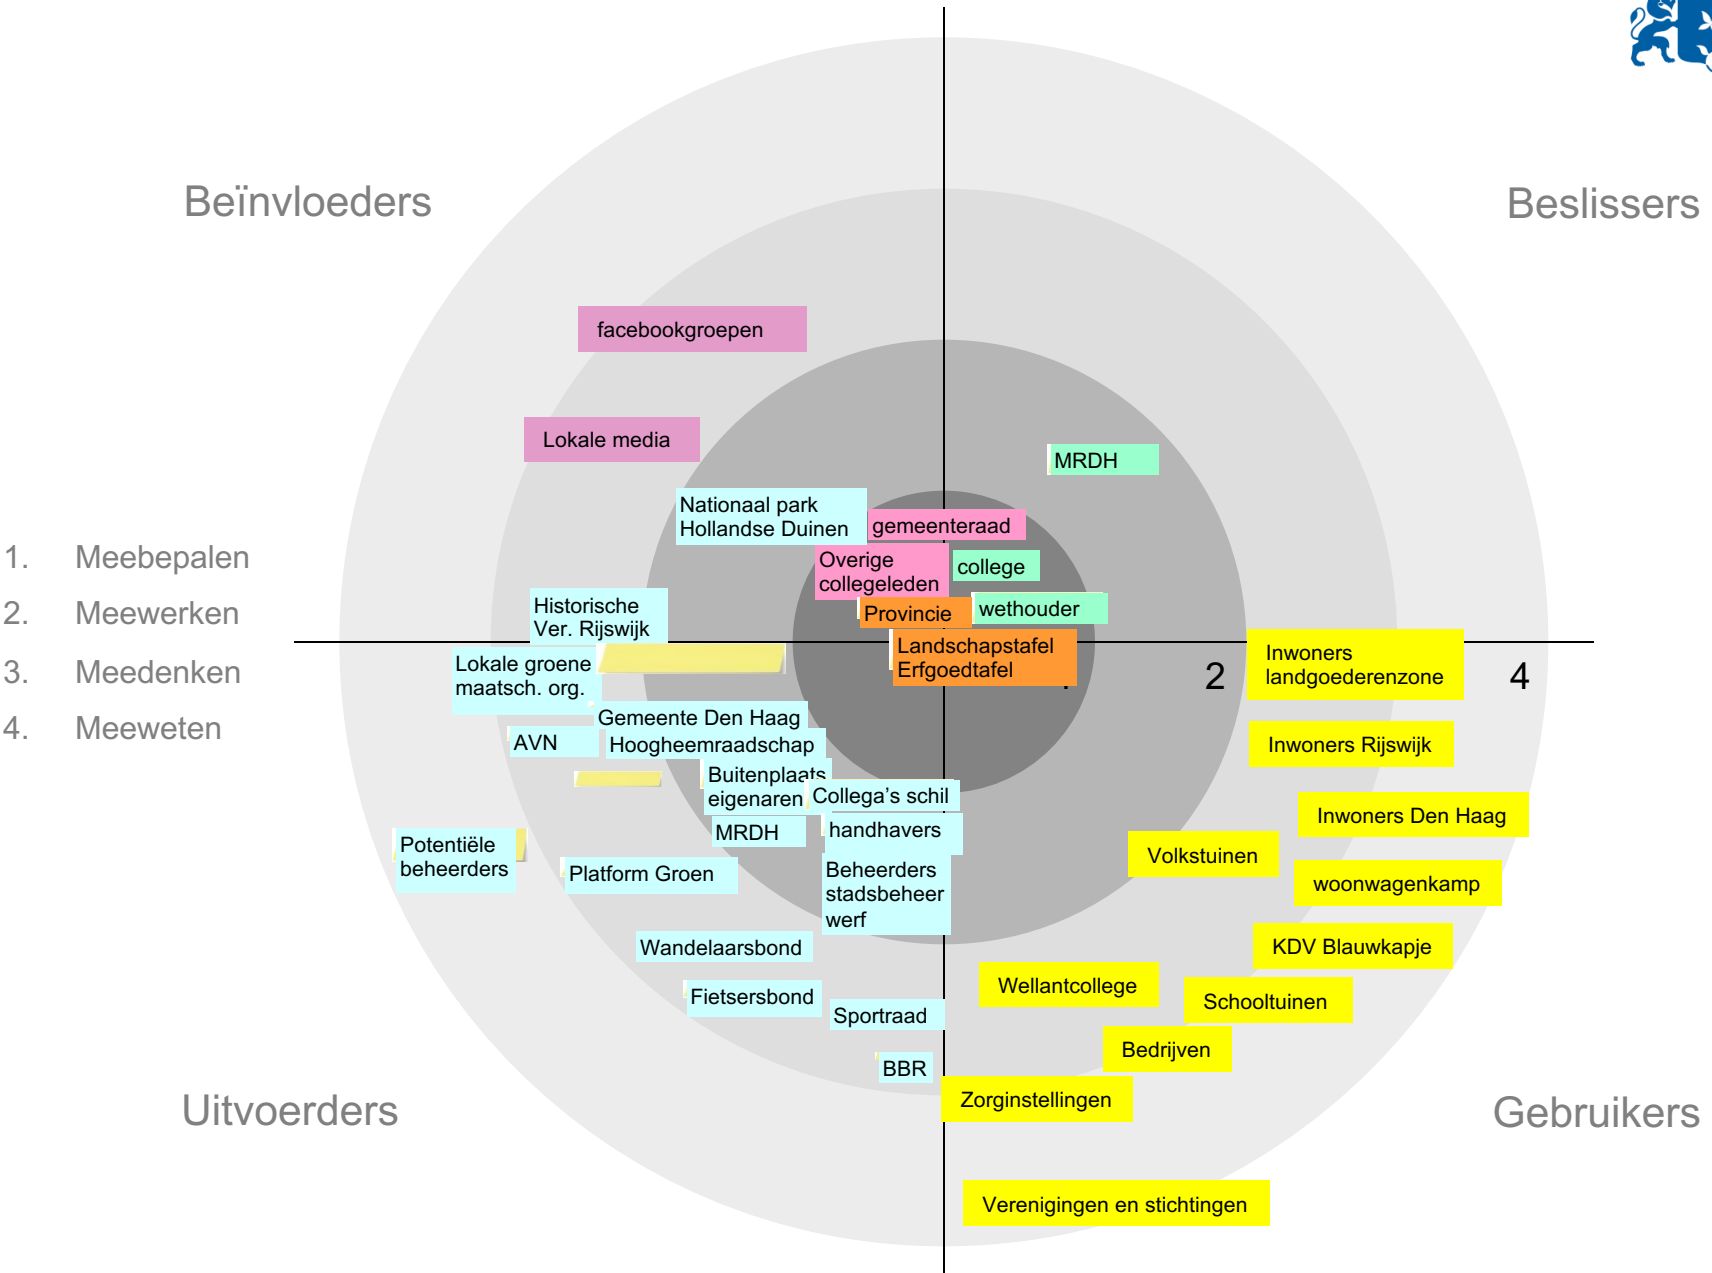 Beïnvloeders
Beslissers
facebookgroepen
Lokale media
MRDH
Nationaal park
Hollandse Duinen
gemeenteraad
Overige
collegeleden
college
1. Meebepalen
2. Meewerken
3. Meedenken
4. Meeweten
Historische
Ver. Rijswijk
Provincie
wethouder
Landschapstafel
Erfgoedtafel
2
Inwoners
landgoederenzone
4
Lokale groene
maatsch. org.
Gemeente Den Haag
AVN
Hoogheemraadschap
Inwoners Rijswijk
Buitenplaats
eigenaren
Collega's schil
MRDH
handhavers
Inwoners Den Haag
Potentiële
beheerders
Platform Groen
Beheerders
stadsbeheer
werf
Volkstuinen
woonwagenkamp
Wandelaarsbond
KDV Blauwkapje
Fietsersbond
Wellantcollege
Schooltuinen
Sportraad
Bedrijven
BBR
Zorginstellingen
Uitvoerders
Gebruikers
Verenigingen en stichtingen